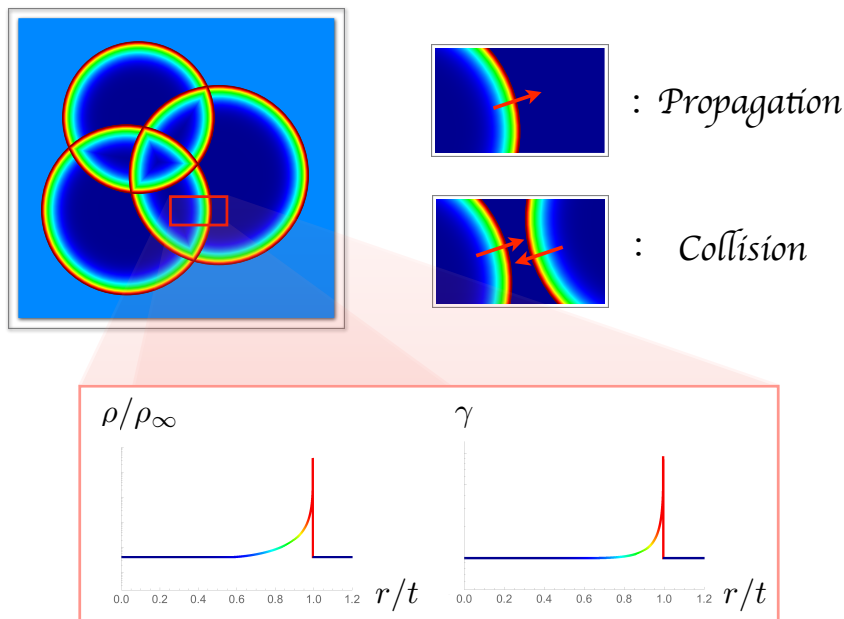 : Propagation
: Collision
ρ/ρ∞
γ
0.0 0.2 0.4 0.6 0.8 1.0 1.2 r/t
0.0 0.2 0.4 0.6 0.8 1.0 1.2 r/t